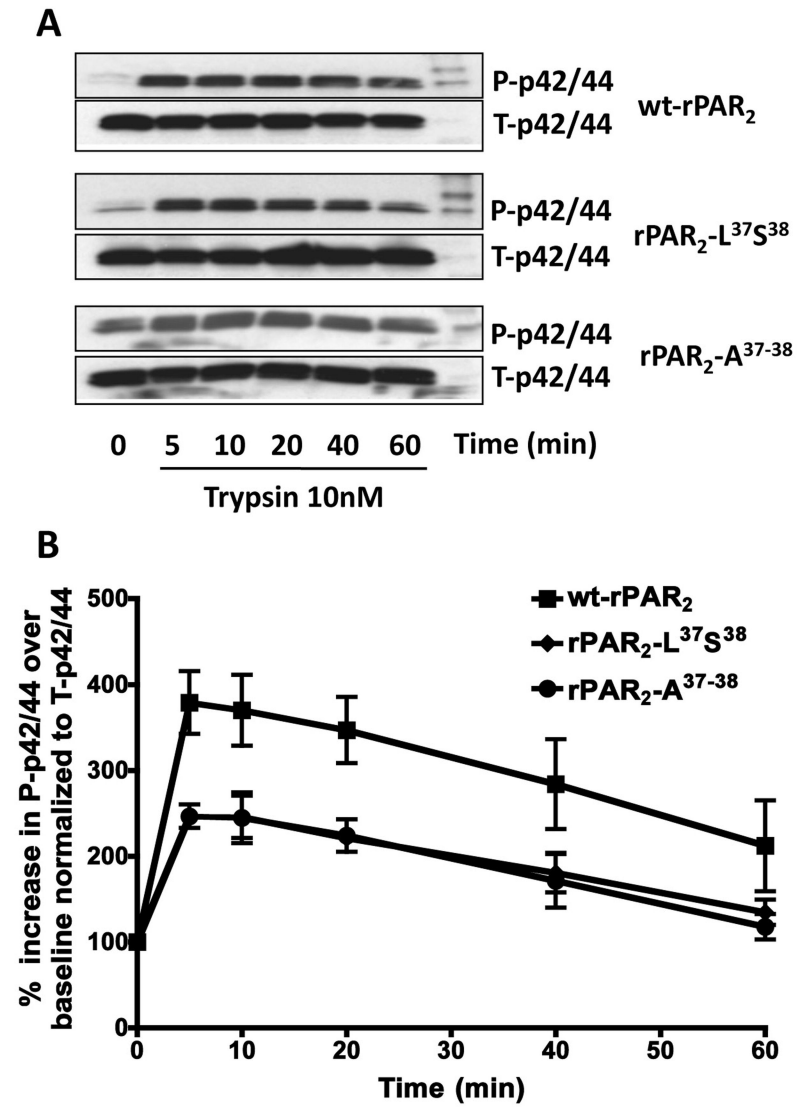 A
P-p42/44
T-p42/44
wt-rPAR₂
P-p42/44
T-p42/44
rPAR₂-L³⁷S³⁸
P-p42/44
T-p42/44
rPAR₂-A³⁷⁻³⁸
0 5 10 20 40 60 Time (min)
Trypsin 10nM
B
% increase in P-p42/44 over
baseline normalized to T-p42/44
500
400
300
200
100
0
wt-rPAR₂
rPAR₂-L³⁷S³⁸
rPAR₂-A³⁷⁻³⁸
0 10 20 30 40 50 60
Time (min)